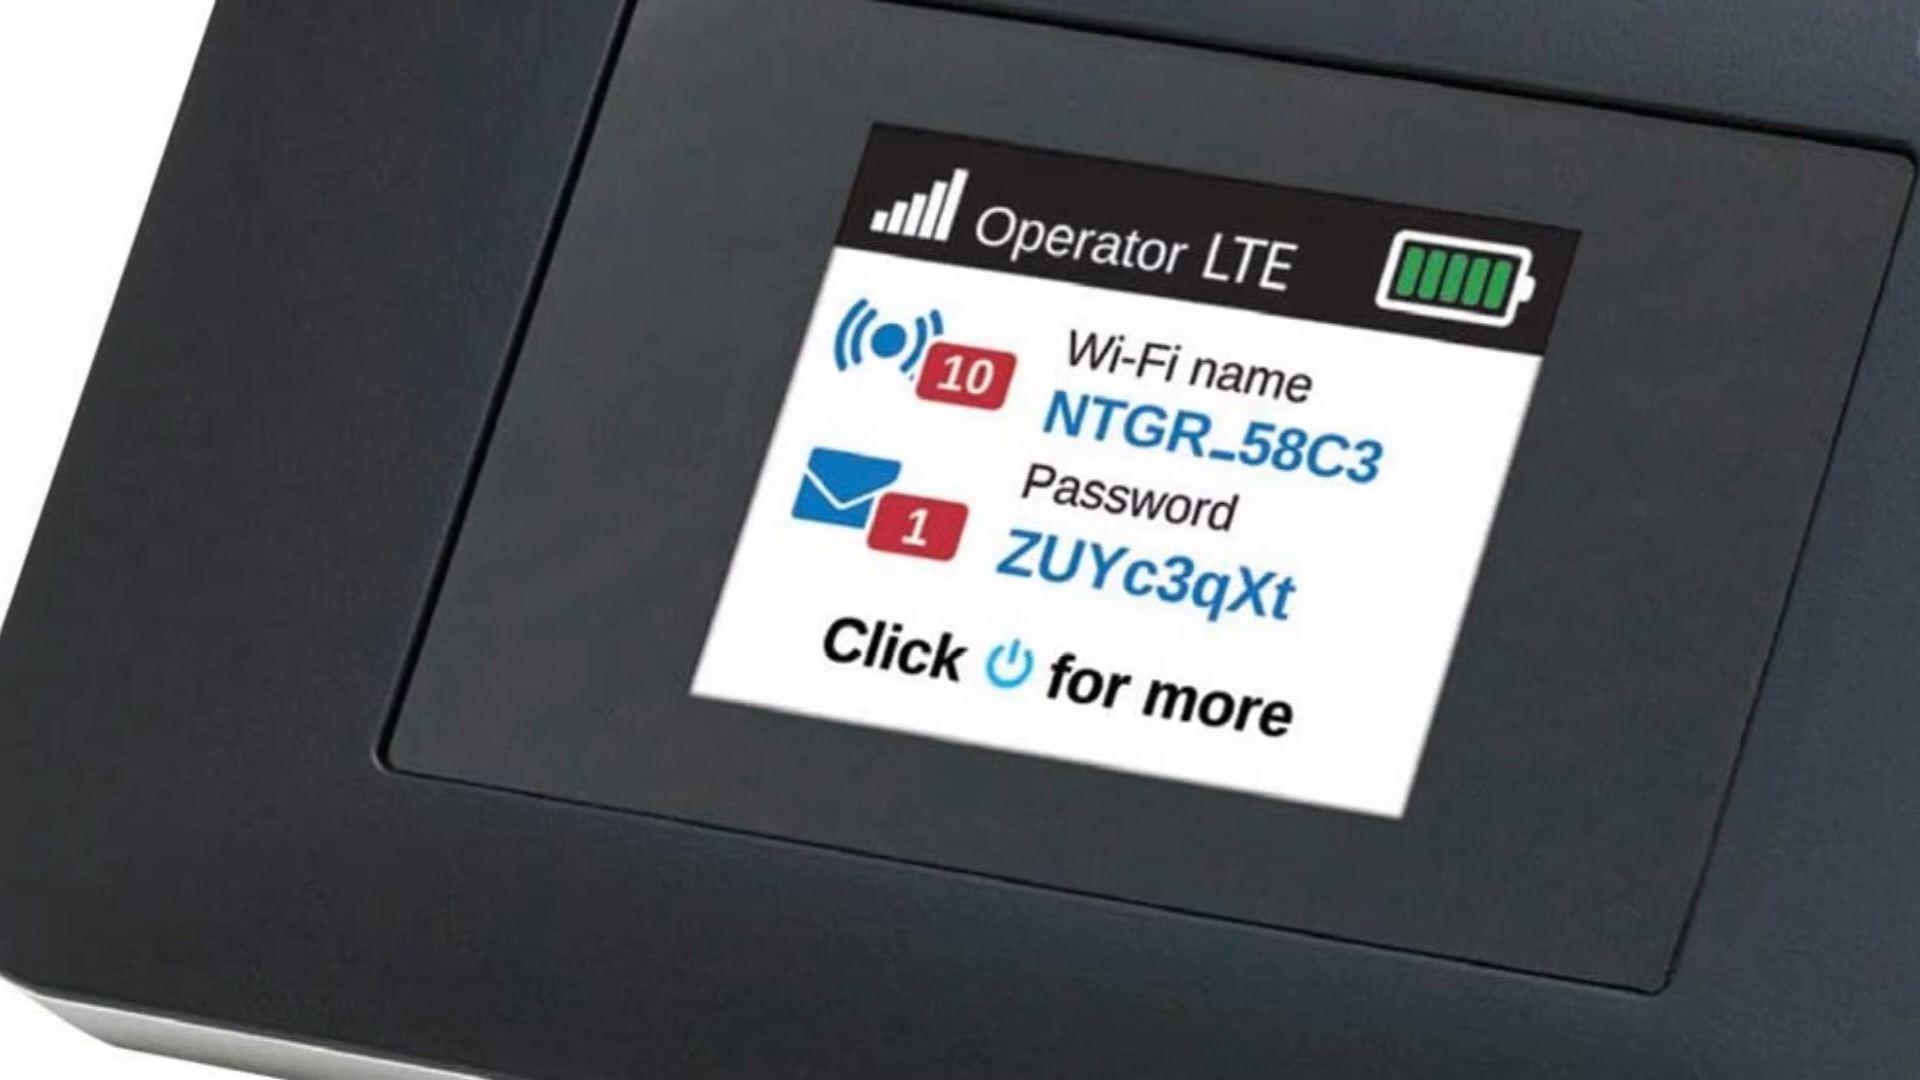 Operator LTE
10
Wi-Fi name
NTGR_58C3
1
Password
ZUYc3qXt
Click for more